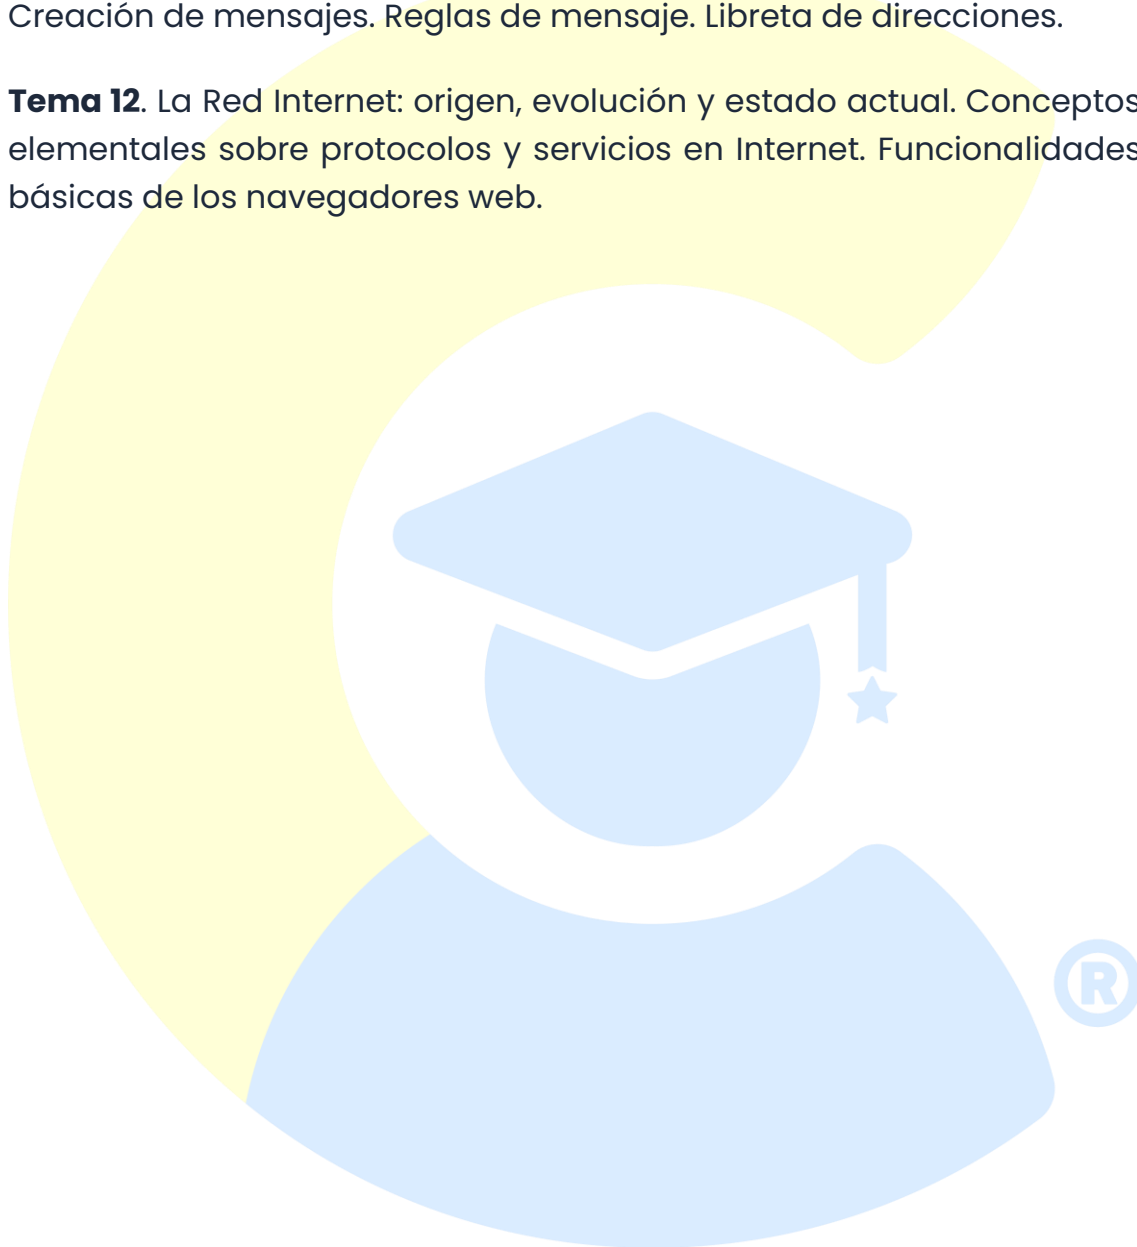 Creación de mensajes. Reglas de mensaje. Libreta de direcciones.
Tema 12. La Red Internet: origen, evolución y estado actual. Conceptos
elementales sobre protocolos y servicios en Internet. Funcionalidades
básicas de los navegadores web.
®